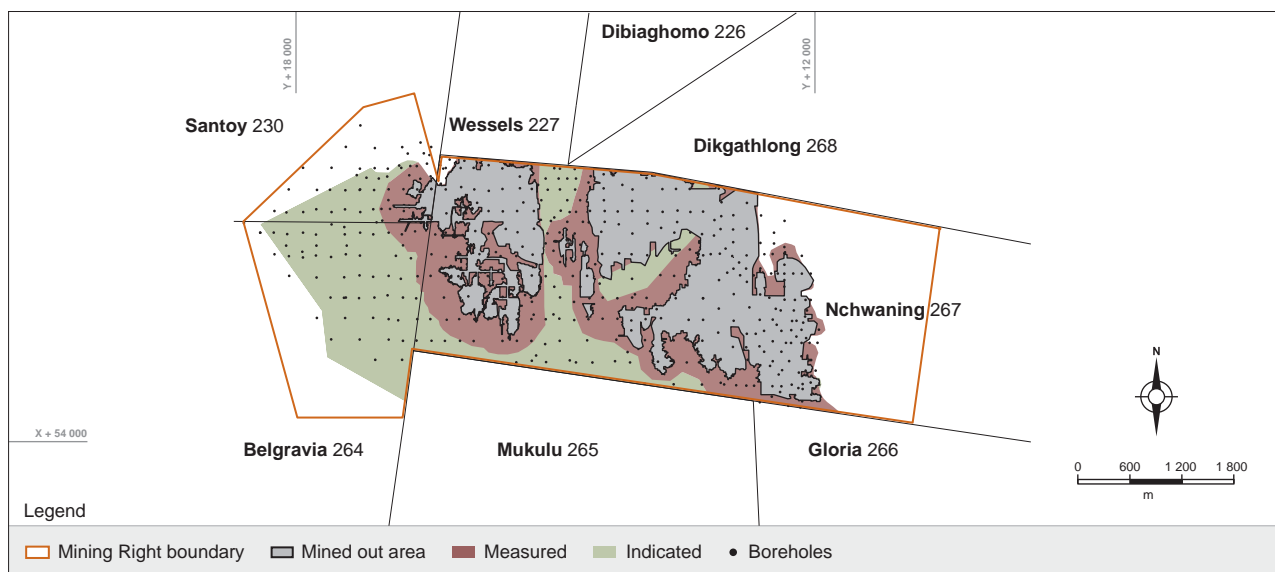 Dibiaghomo 226
Y + 18 000
Y + 12 000
Santoy 230
Wessels 227
Dikgathlong 268
Nchwaning 267
N
X + 54 000
Belgravia 264
Mukulu 265
Gloria 266
0 600 1 200 1 800
m
Legend
Mining Right boundary Mined out area Measured Indicated Boreholes